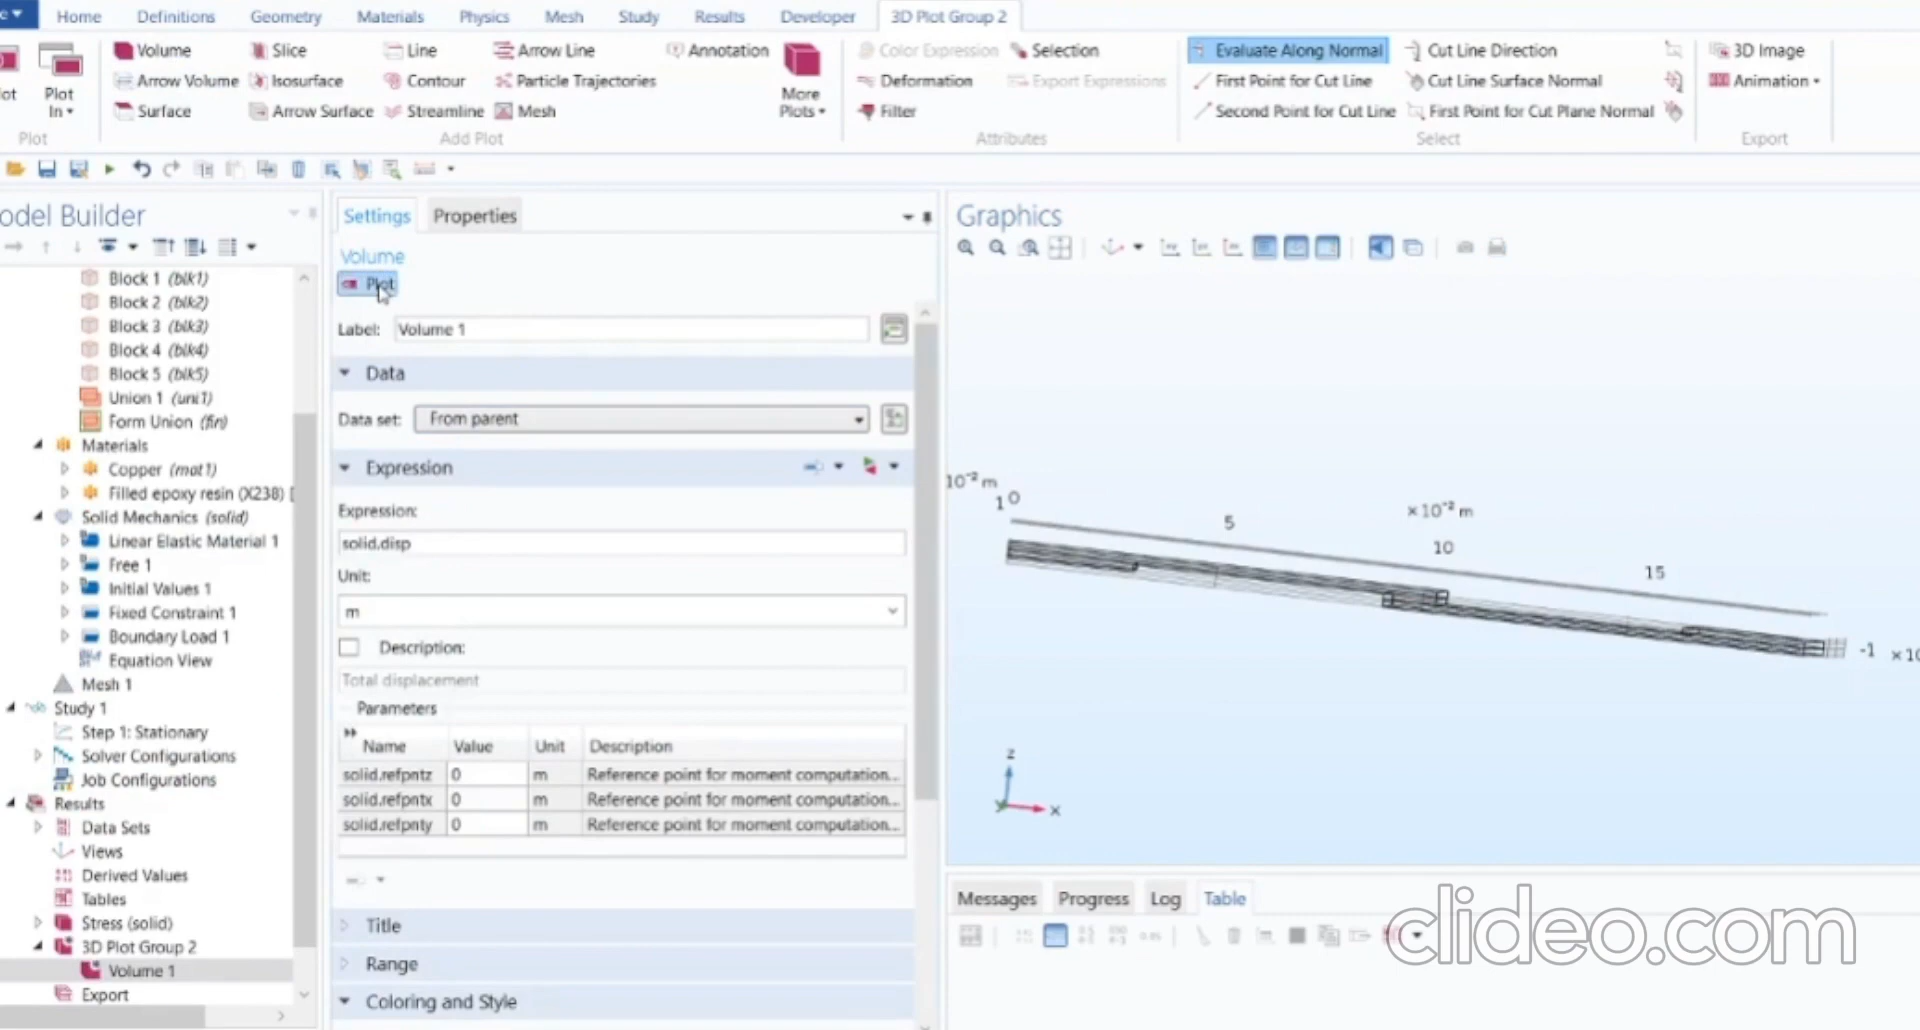 Home Definitions Geometry Materials Physics Mesh Study Results Developer 3D Plot Group 2
Volume Slice Line Arrow Line Annotation
Arrow Volume Isosurface Contour Particle Trajectories
Surface Arrow Surface Streamline Mesh
Plot In
More Plots
Color Expression Selection
Deformation Export Expressions
Filter
Evaluate Along Normal Cut Line Direction
First Point for Cut Line Cut Line Surface Normal
Second Point for Cut Line First Point for Cut Plane Normal
3D Image
Animation
Plot Add Plot Attributes Select Export
odel Builder
Block 1 (blk1)
Block 2 (blk2)
Block 3 (blk3)
Block 4 (blk4)
Block 5 (blk5)
Union 1 (uni1)
Form Union (fin)
Materials
Copper (mat1)
Filled epoxy resin (X238) [
Solid Mechanics (solid)
Linear Elastic Material 1
Free 1
Initial Values 1
Fixed Constraint 1
Boundary Load 1
Equation View
Mesh 1
Study 1
Step 1: Stationary
Solver Configurations
Job Configurations
Results
Data Sets
Views
Derived Values
Tables
Stress (solid)
3D Plot Group 2
Volume 1
Export
Settings Properties
Volume
Plot
Label: Volume 1
Data
Data set: From parent
Expression
Expression:
solid.disp
Unit:
m
Description:
Total displacement
Parameters
Name Value Unit Description
solid.refpntz 0 m Reference point for moment computation...
solid.refpntx 0 m Reference point for moment computation...
solid.refpnty 0 m Reference point for moment computation...
Title
Range
Coloring and Style
Graphics
10⁻² m
1 0
5
×10⁻² m
10
15
-1 ×10
z
x
Messages Progress Log Table
clideo.com